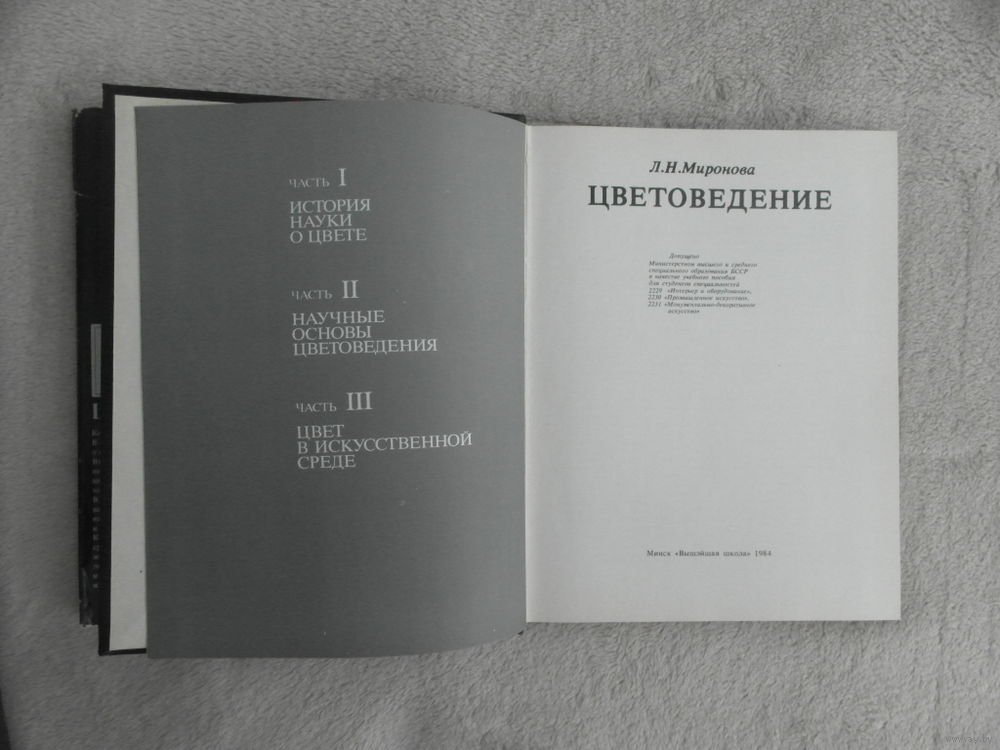 ЧАСТЬ I
ИСТОРИЯ
НАУКИ
О ЦВЕТЕ
ЧАСТЬ II
НАУЧНЫЕ
ОСНОВЫ
ЦВЕТОВЕДЕНИЯ
ЧАСТЬ III
ЦВЕТ
В ИСКУССТВЕННОЙ
СРЕДЕ
Л.Н.Миронова
ЦВЕТОВЕДЕНИЕ
Допущено
Министерством высшего и среднего
специального образования БССР
в качестве учебного пособия
для студентов специальностей
2229 «Интерьер и оборудование»,
2230 «Промышленное искусство»,
2231 «Монументально-декоративное
искусство»
Минск «Вышэйшая школа» 1984